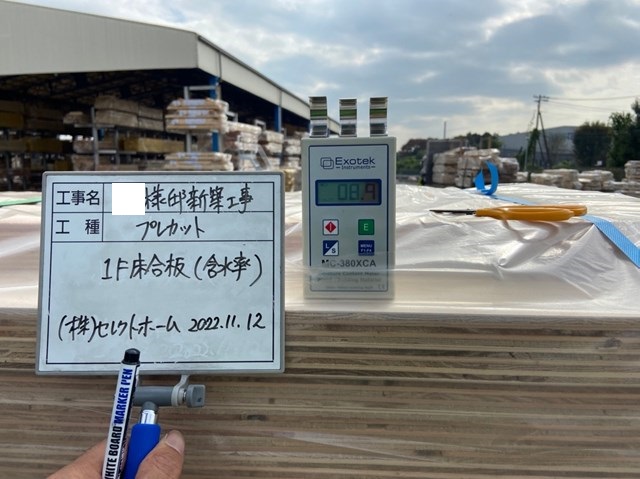 工事名 様邸新築工事
工種 プレカット
1F床合板(含水率)
(株)セレクトホーム 2022.11.12
Exotek
Instruments
08.9
L/S
MENU
E
MC-380XCA
WHITE BOARD MARKER PEN